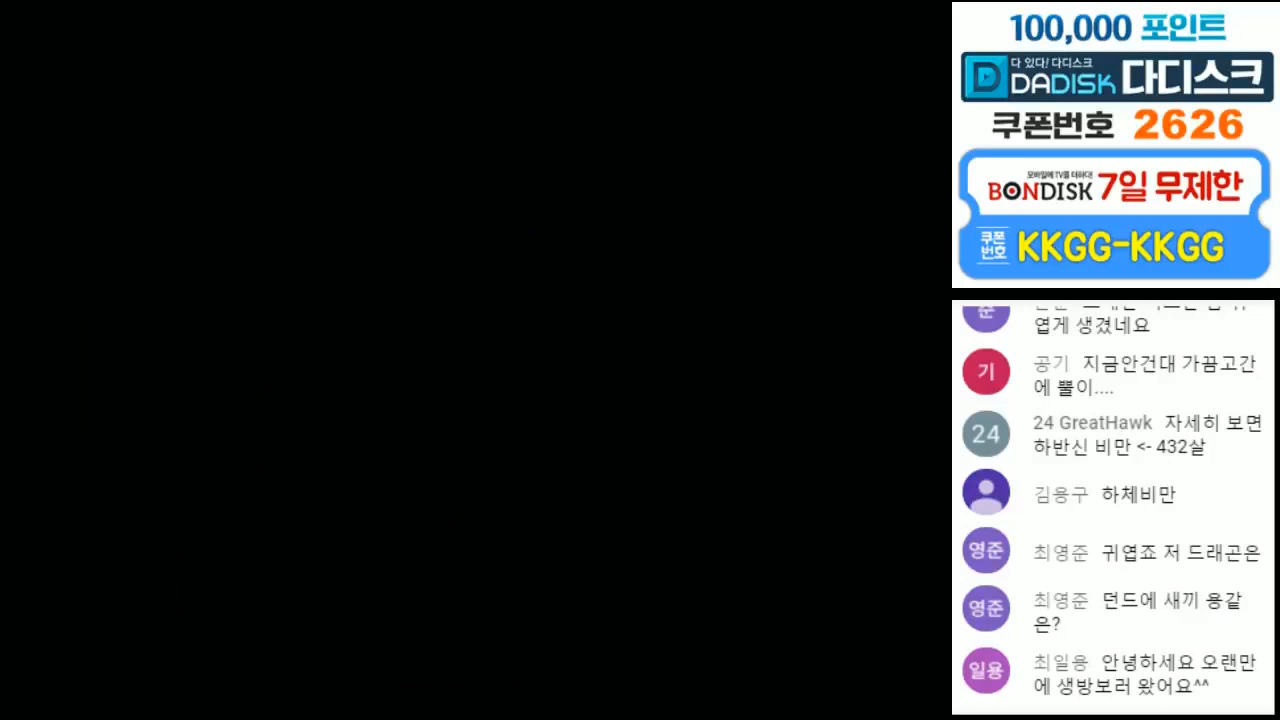 100,000 포인트
다 있다! 다디스크
DADISK 다디스크
쿠폰번호 2626
모바일에 TV를 더하다!
BONDISK 7일 무제한
쿠폰
번호 KKGG-KKGG
준
엽게 생겼네요
기 공기 지금안건대 가끔고간
에 뿔이....
24 24 GreatHawk 자세히 보면
하반신 비만 <- 432살
김용구 하체비만
영준 최영준 귀엽죠 저 드래곤은
영준 최영준 던드에 새끼 용같
은?
일용 최일용 안녕하세요 오랜만
에 생방보러 왔어요^^